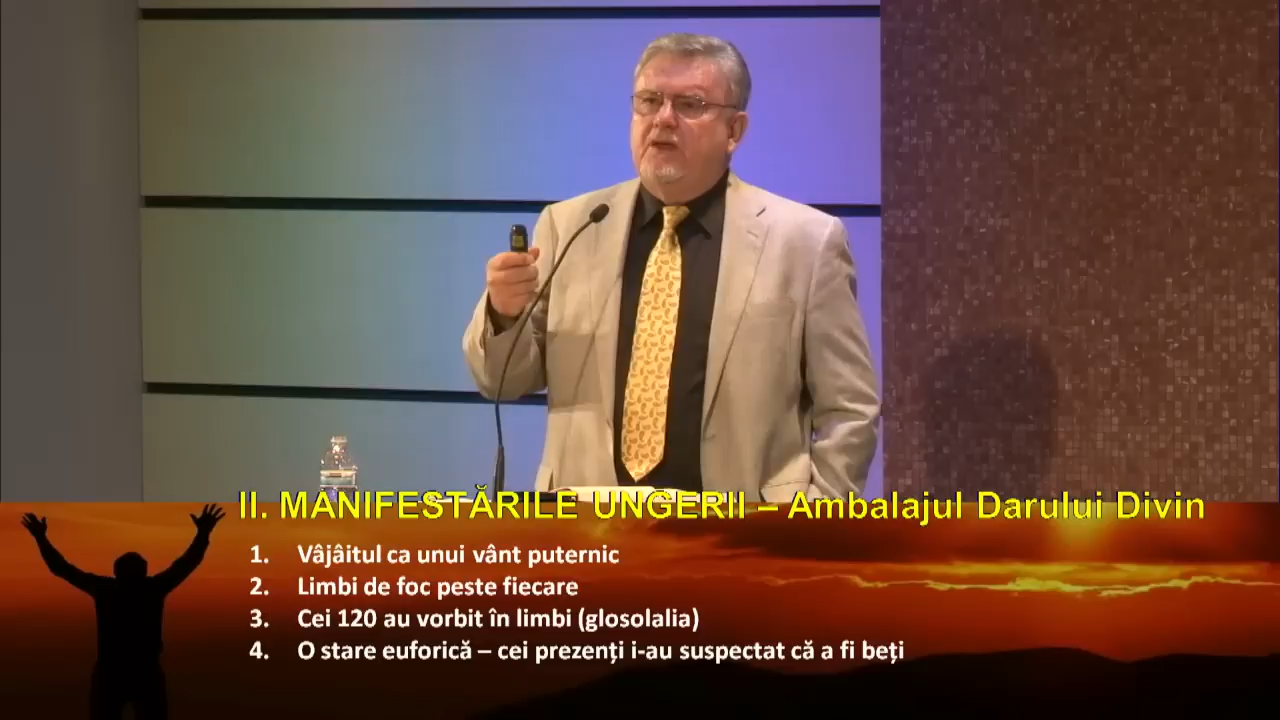 II. MANIFESTĂRILE UNGERII – Ambalajul Darului Divin
1. Vâjâitul ca unui vânt puternic
2. Limbi de foc peste fiecare
3. Cei 120 au vorbit în limbi (glosolalia)
4. O stare euforică – cei prezenți i-au suspectat că a fi beți